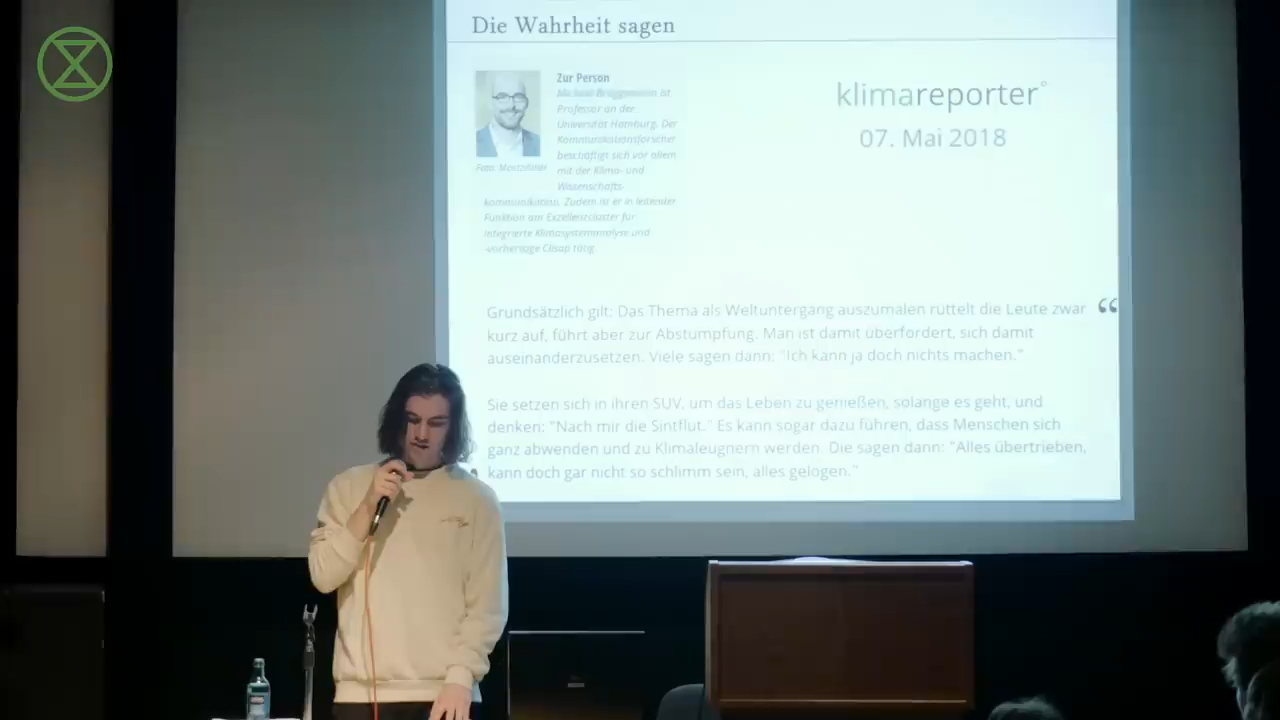 Die Wahrheit sagen
Zur Person
Michael Brüggemann ist
Professor an der
Universität Hamburg. Der
Kommunikationsforscher
beschäftigt sich vor allem
mit der Klima- und
Wissenschafts-
kommunikation. Zudem ist er in leitender
Funktion am Exzellenzcluster für
integrierte Klimasystemanalyse und
-vorhersage Clisap tätig.
Foto:
klimareporter°
07. Mai 2018
Grundsätzlich gilt: Das Thema als Weltuntergang auszumalen rüttelt die Leute zwar “
kurz auf, führt aber zur Abstumpfung. Man ist damit überfordert, sich damit
auseinanderzusetzen. Viele sagen dann: "Ich kann ja doch nichts machen."
Sie setzen sich in ihren SUV, um das Leben zu genießen, solange es geht, und
denken: "Nach mir die Sintflut." Es kann sogar dazu führen, dass Menschen sich
ganz abwenden und zu Klimaleugnern werden. Die sagen dann: "Alles übertrieben,
kann doch gar nicht so schlimm sein, alles gelogen."